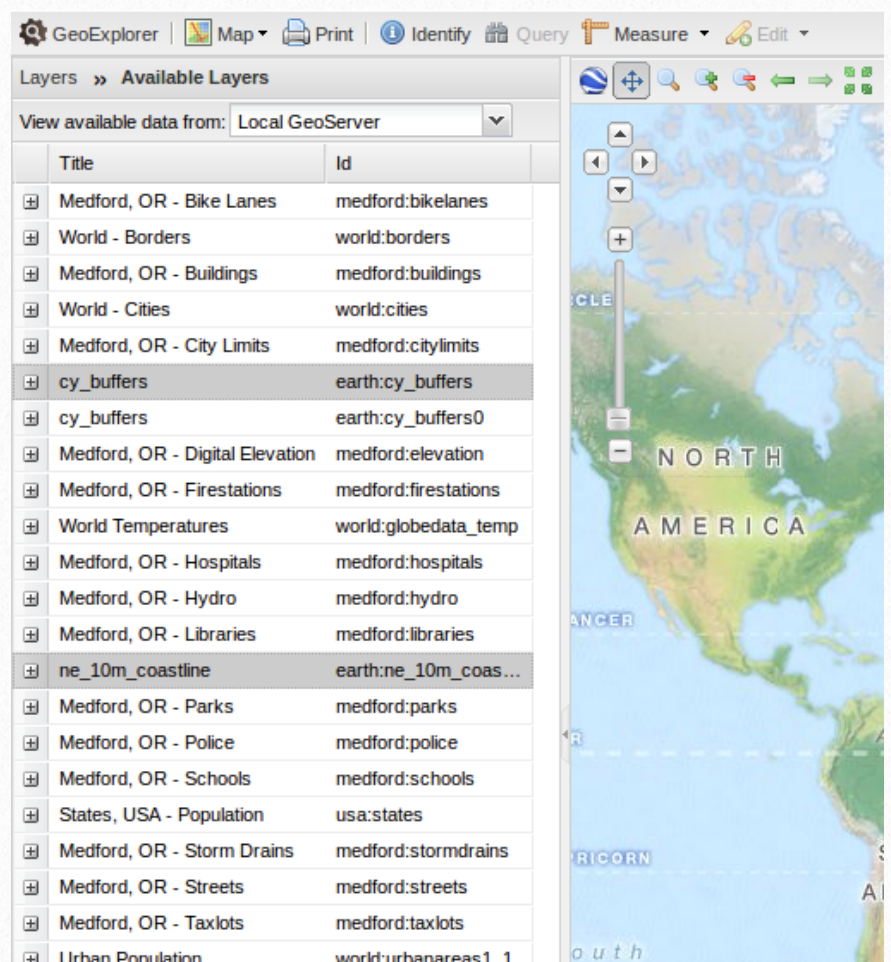 GeoExplorer Map Print Identify Query Measure Edit
Layers » Available Layers
View available data from: Local GeoServer
Title Id
Medford, OR - Bike Lanes medford:bikelanes
World - Borders world:borders
Medford, OR - Buildings medford:buildings
World - Cities world:cities
Medford, OR - City Limits medford:citylimits
cy_buffers earth:cy_buffers
cy_buffers earth:cy_buffers0
Medford, OR - Digital Elevation medford:elevation
Medford, OR - Firestations medford:firestations
World Temperatures world:globedata_temp
Medford, OR - Hospitals medford:hospitals
Medford, OR - Hydro medford:hydro
Medford, OR - Libraries medford:libraries
ne_10m_coastline earth:ne_10m_coas...
Medford, OR - Parks medford:parks
Medford, OR - Police medford:police
Medford, OR - Schools medford:schools
States, USA - Population usa:states
Medford, OR - Storm Drains medford:stormdrains
Medford, OR - Streets medford:streets
Medford, OR - Taxlots medford:taxlots
Urban Population world:urbanareas1_1
CLE
NORTH
AMERICA
ANCER
R
A
PRICORN
S
A
outh